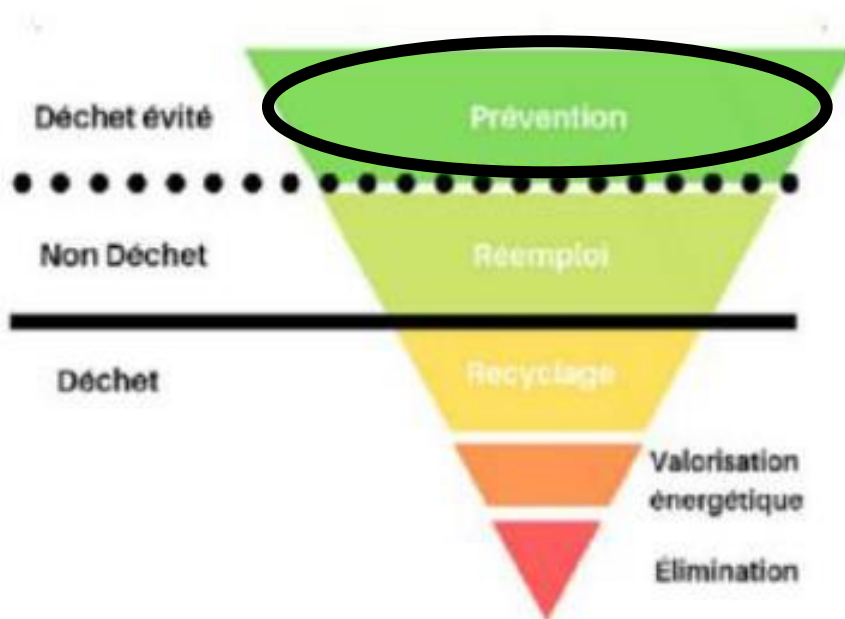 Déchet évité
Prévention
Non Déchet
Réemploi
Déchet
Recyclage
Valorisation
énergétique
Élimination